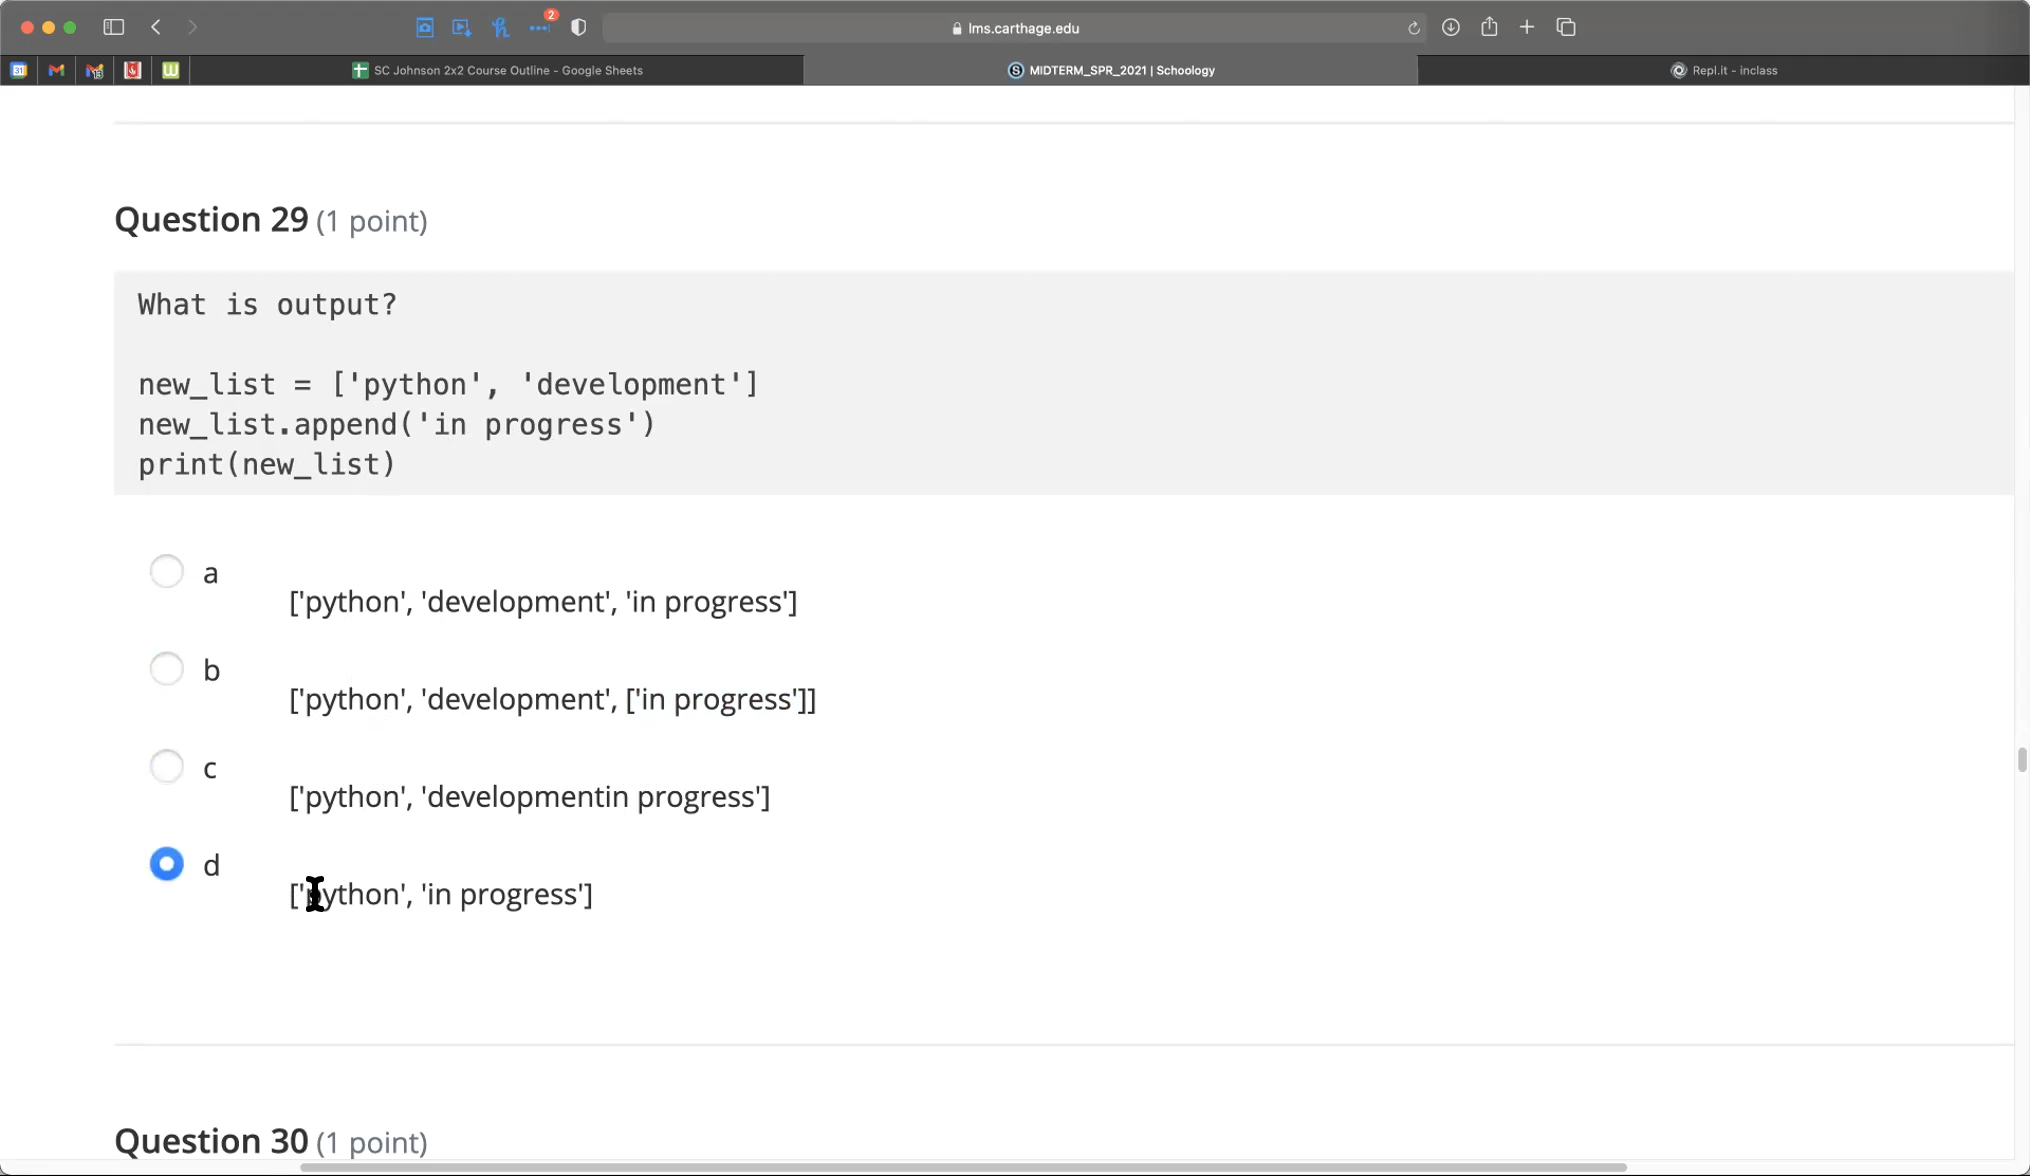 2
lms.carthage.edu
31
SC Johnson 2x2 Course Outline - Google Sheets
MIDTERM_SPR_2021 | Schoology
Repl.it - inclass
Question 29 (1 point)
What is output?
new_list = ['python', 'development']
new_list.append('in progress')
print(new_list)
a
['python', 'development', 'in progress']
b
['python', 'development', ['in progress']]
c
['python', 'developmentin progress']
d
['python', 'in progress']
Question 30 (1 point)